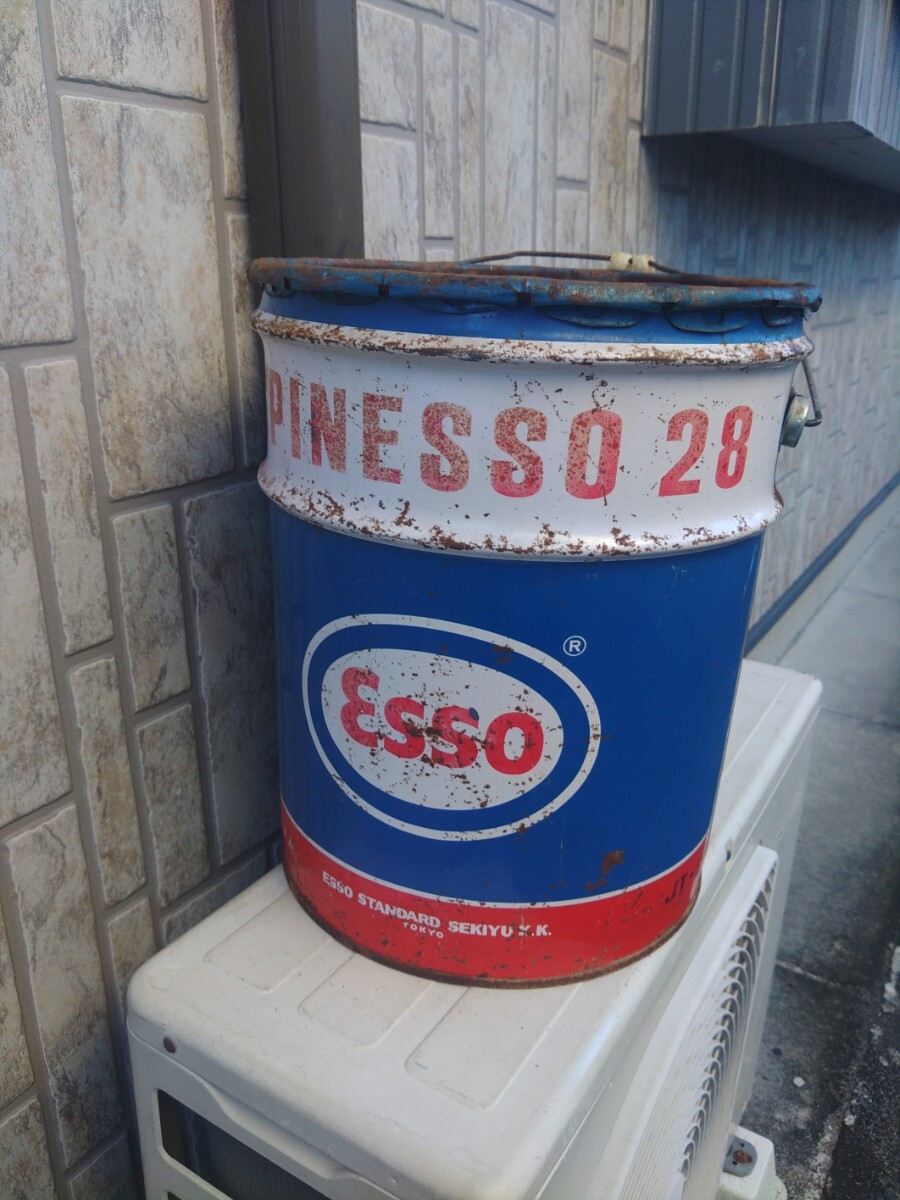 PINESSO 28
®
Esso
ESSO STANDARD SEKIYU K.K.
TOKYO